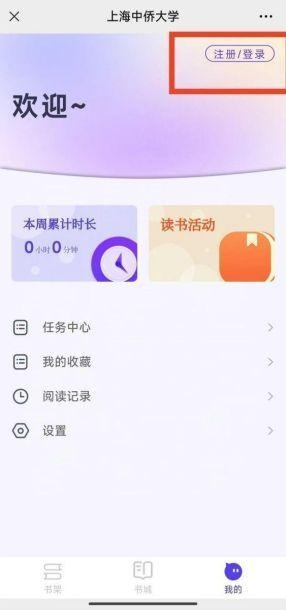 上海中侨大学
注册/登录
欢迎~
本周累计时长
0小时0分钟
读书活动
任务中心
我的收藏
阅读记录
设置
书架
书城
我的